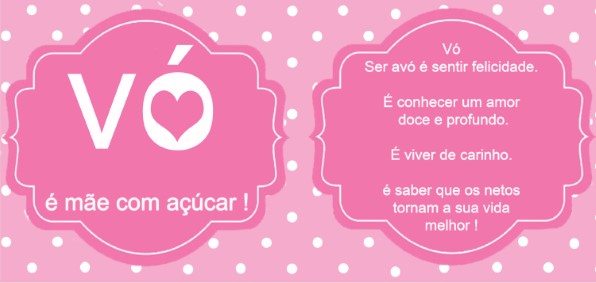 VÓ
é mãe com açúcar !
Vó
Ser avó é sentir felicidade.
É conhecer um amor
doce e profundo.
É viver de carinho.
é saber que os netos
tornam a sua vida
melhor !